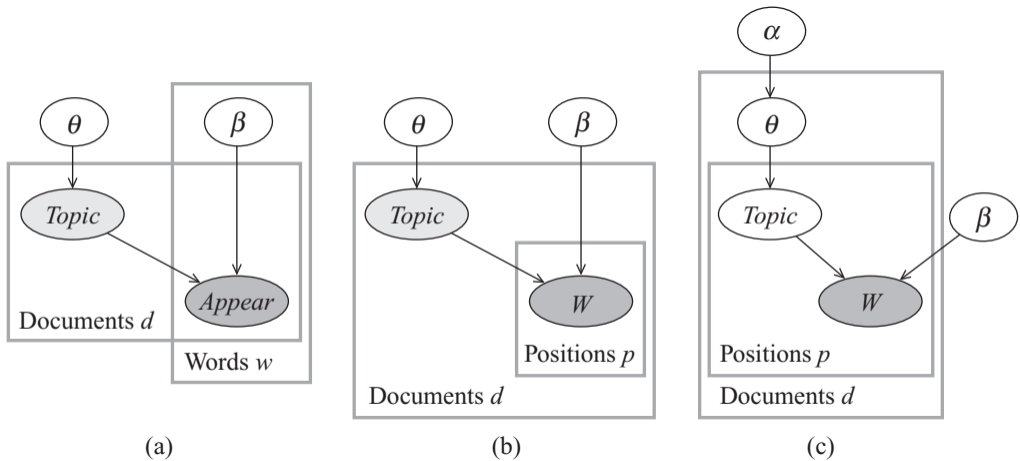 θ
β
Topic
Appear
Documents d
Words w
(a)
θ
β
Topic
W
Positions p
Documents d
(b)
α
θ
Topic
β
W
Positions p
Documents d
(c)